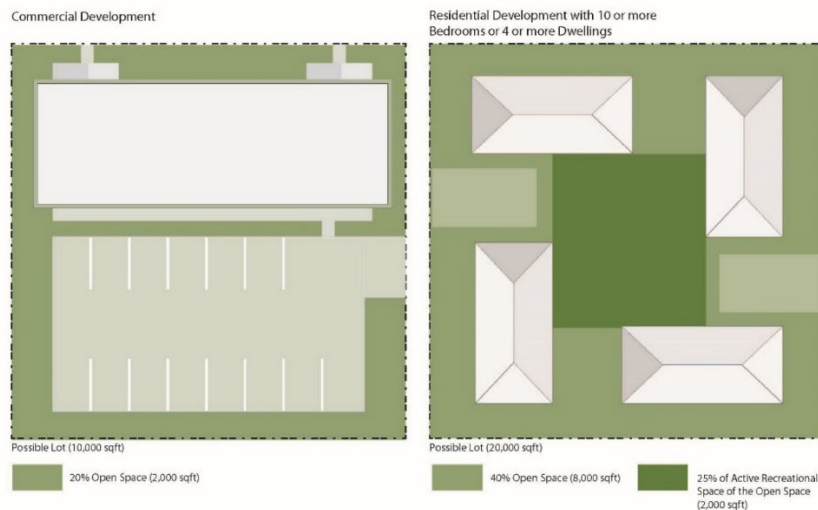 Commercial Development
Residential Development with 10 or more
Bedrooms or 4 or more Dwellings
Possible Lot (10,000 sqft)
20% Open Space (2,000 sqft)
Possible Lot (20,000 sqft)
40% Open Space (8,000 sqft)
25% of Active Recreational
Space of the Open Space
(2,000 sqft)